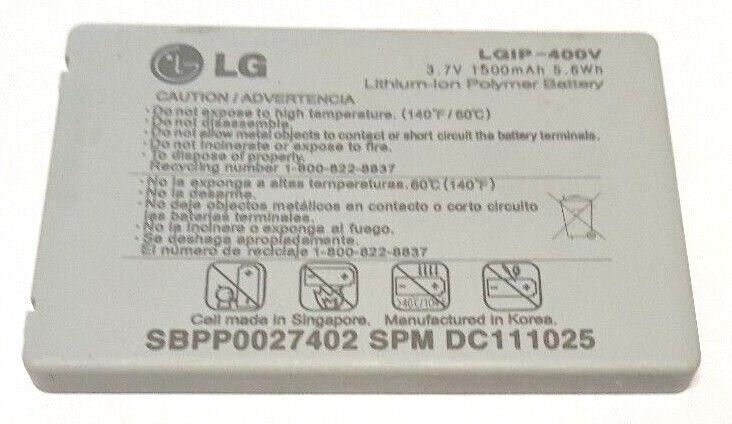 LG
LGIP-400V
3.7V 1500mAh 5.6Wh
Lithium-Ion Polymer Battery
CAUTION / ADVERTENCIA
·Do not expose to high temperature. (140°F/60℃)
·Do not disassemble.
·Do not allow metal objects to contact or short circuit the battery terminals.
·Do not incinerate or expose to fire.
·To dispose of properly.
Recycling number 1-800-822-8837
·No la exponga a altas temperaturas. 60℃ (140°F)
·No la desarme.
·No deje objetos metálicos en contacto o corto circuito
las baterías terminales.
·No la incinere o exponga al fuego.
·Se deshaga apropiadamente.
El número de reciclaje 1-800-822-8837
Cell made in Singapore. Manufactured in Korea.
SBPP0027402 SPM DC111025